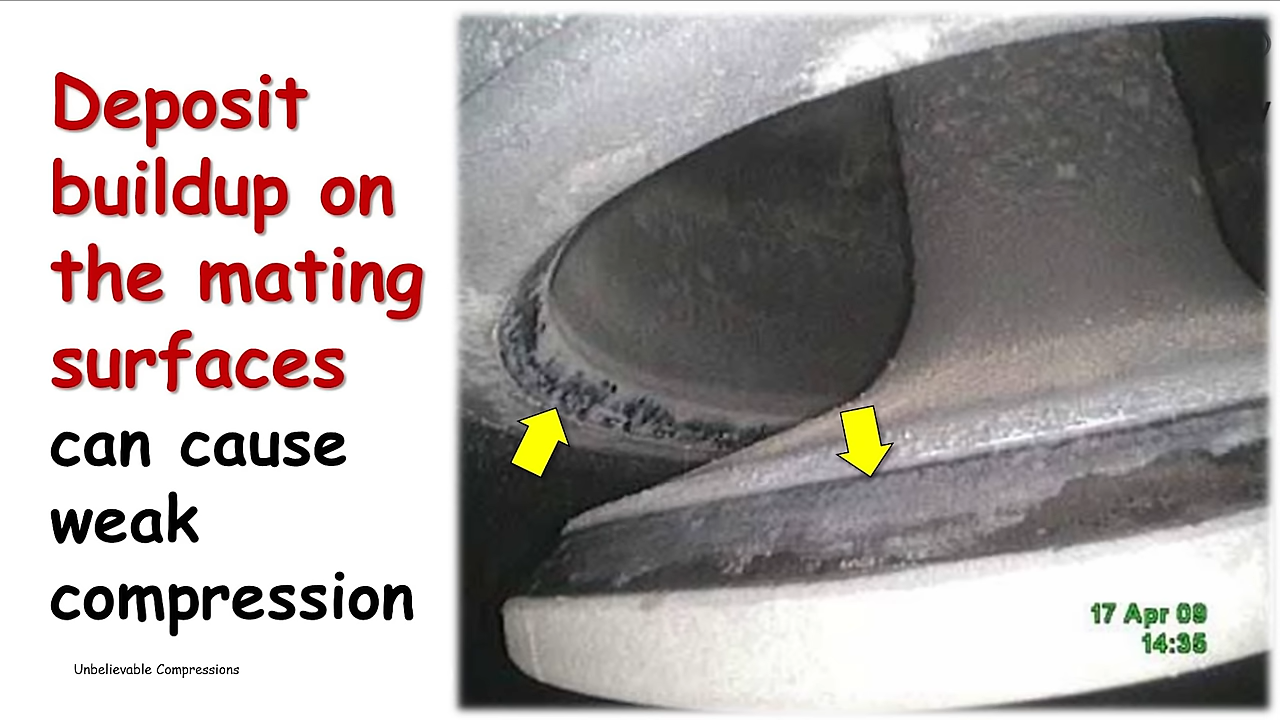 Deposit
buildup on
the mating
surfaces
can cause
weak
compression
Unbelievable Compressions
17 Apr 09
14:35